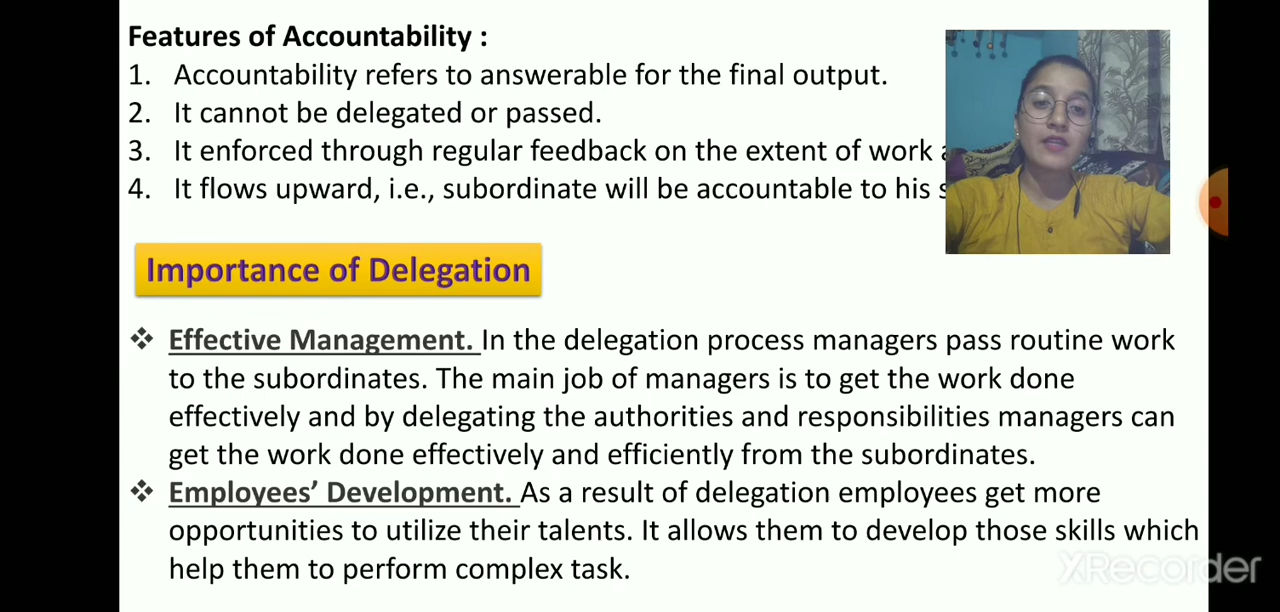 Features of Accountability :
1. Accountability refers to answerable for the final output.
2. It cannot be delegated or passed.
3. It enforced through regular feedback on the extent of work
4. It flows upward, i.e., subordinate will be accountable to his
Importance of Delegation
❖ Effective Management. In the delegation process managers pass routine work
to the subordinates. The main job of managers is to get the work done
effectively and by delegating the authorities and responsibilities managers can
get the work done effectively and efficiently from the subordinates.
❖ Employees’ Development. As a result of delegation employees get more
opportunities to utilize their talents. It allows them to develop those skills which
help them to perform complex task.
XRecorder